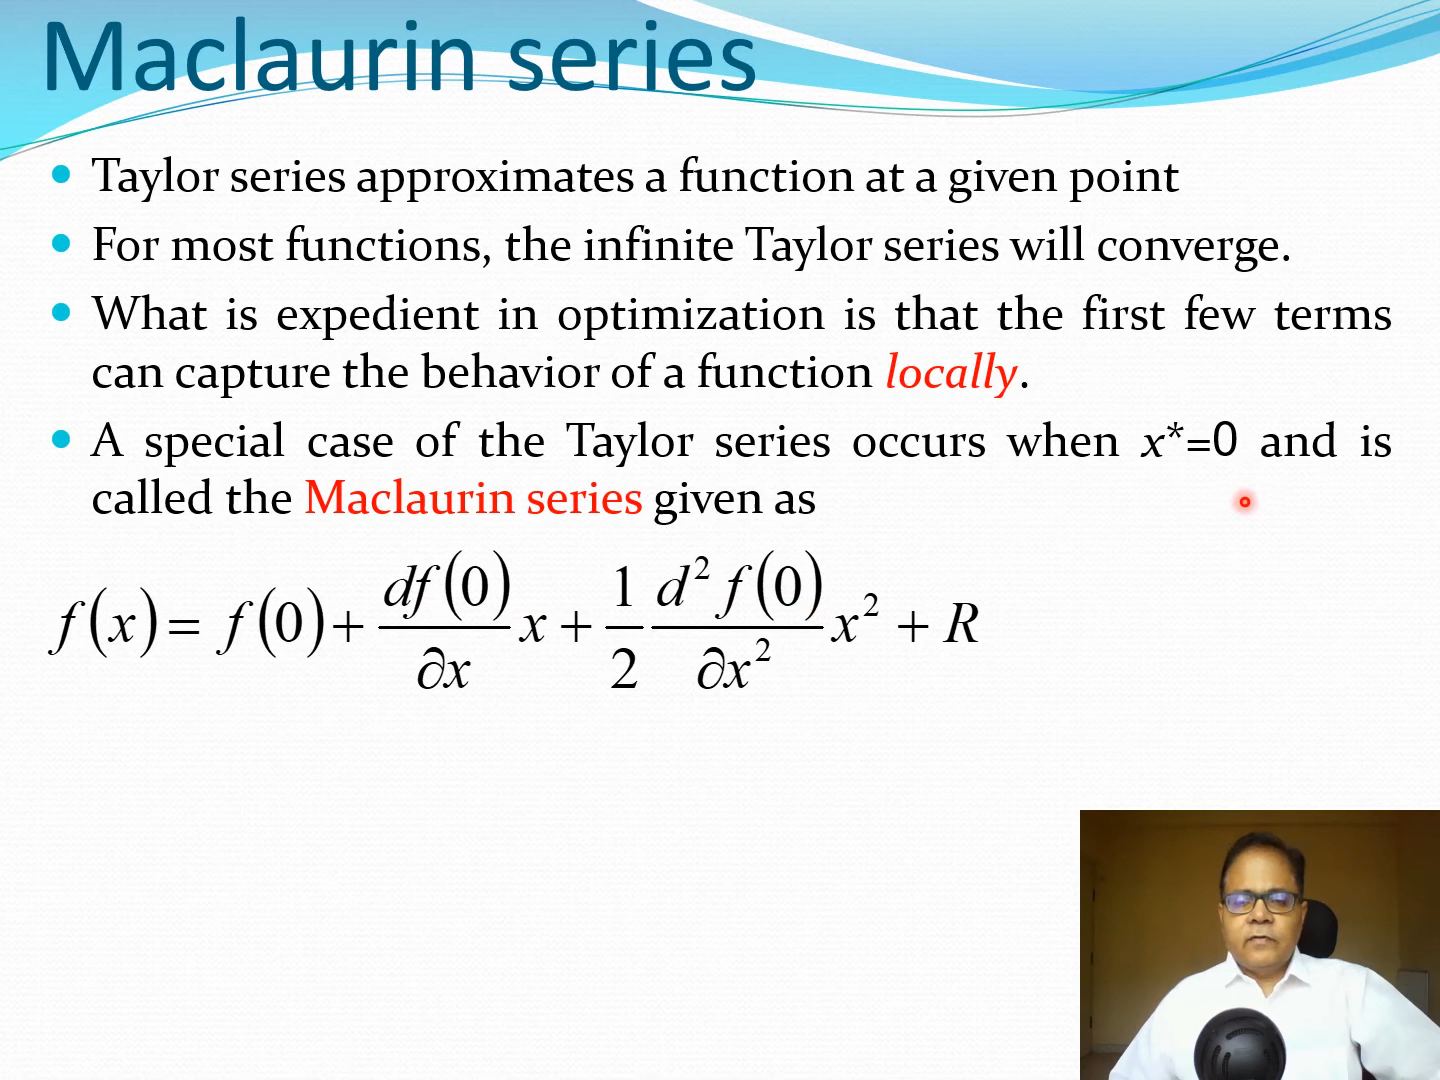 Maclaurin series
Taylor series approximates a function at a given point
For most functions, the infinite Taylor series will converge.
What is expedient in optimization is that the first few terms
can capture the behavior of a function locally.
A special case of the Taylor series occurs when x*=0 and is
called the Maclaurin series given as
f(x) = f(0) + df(0)/∂x x + 1/2 d²f(0)/∂x² x² + R